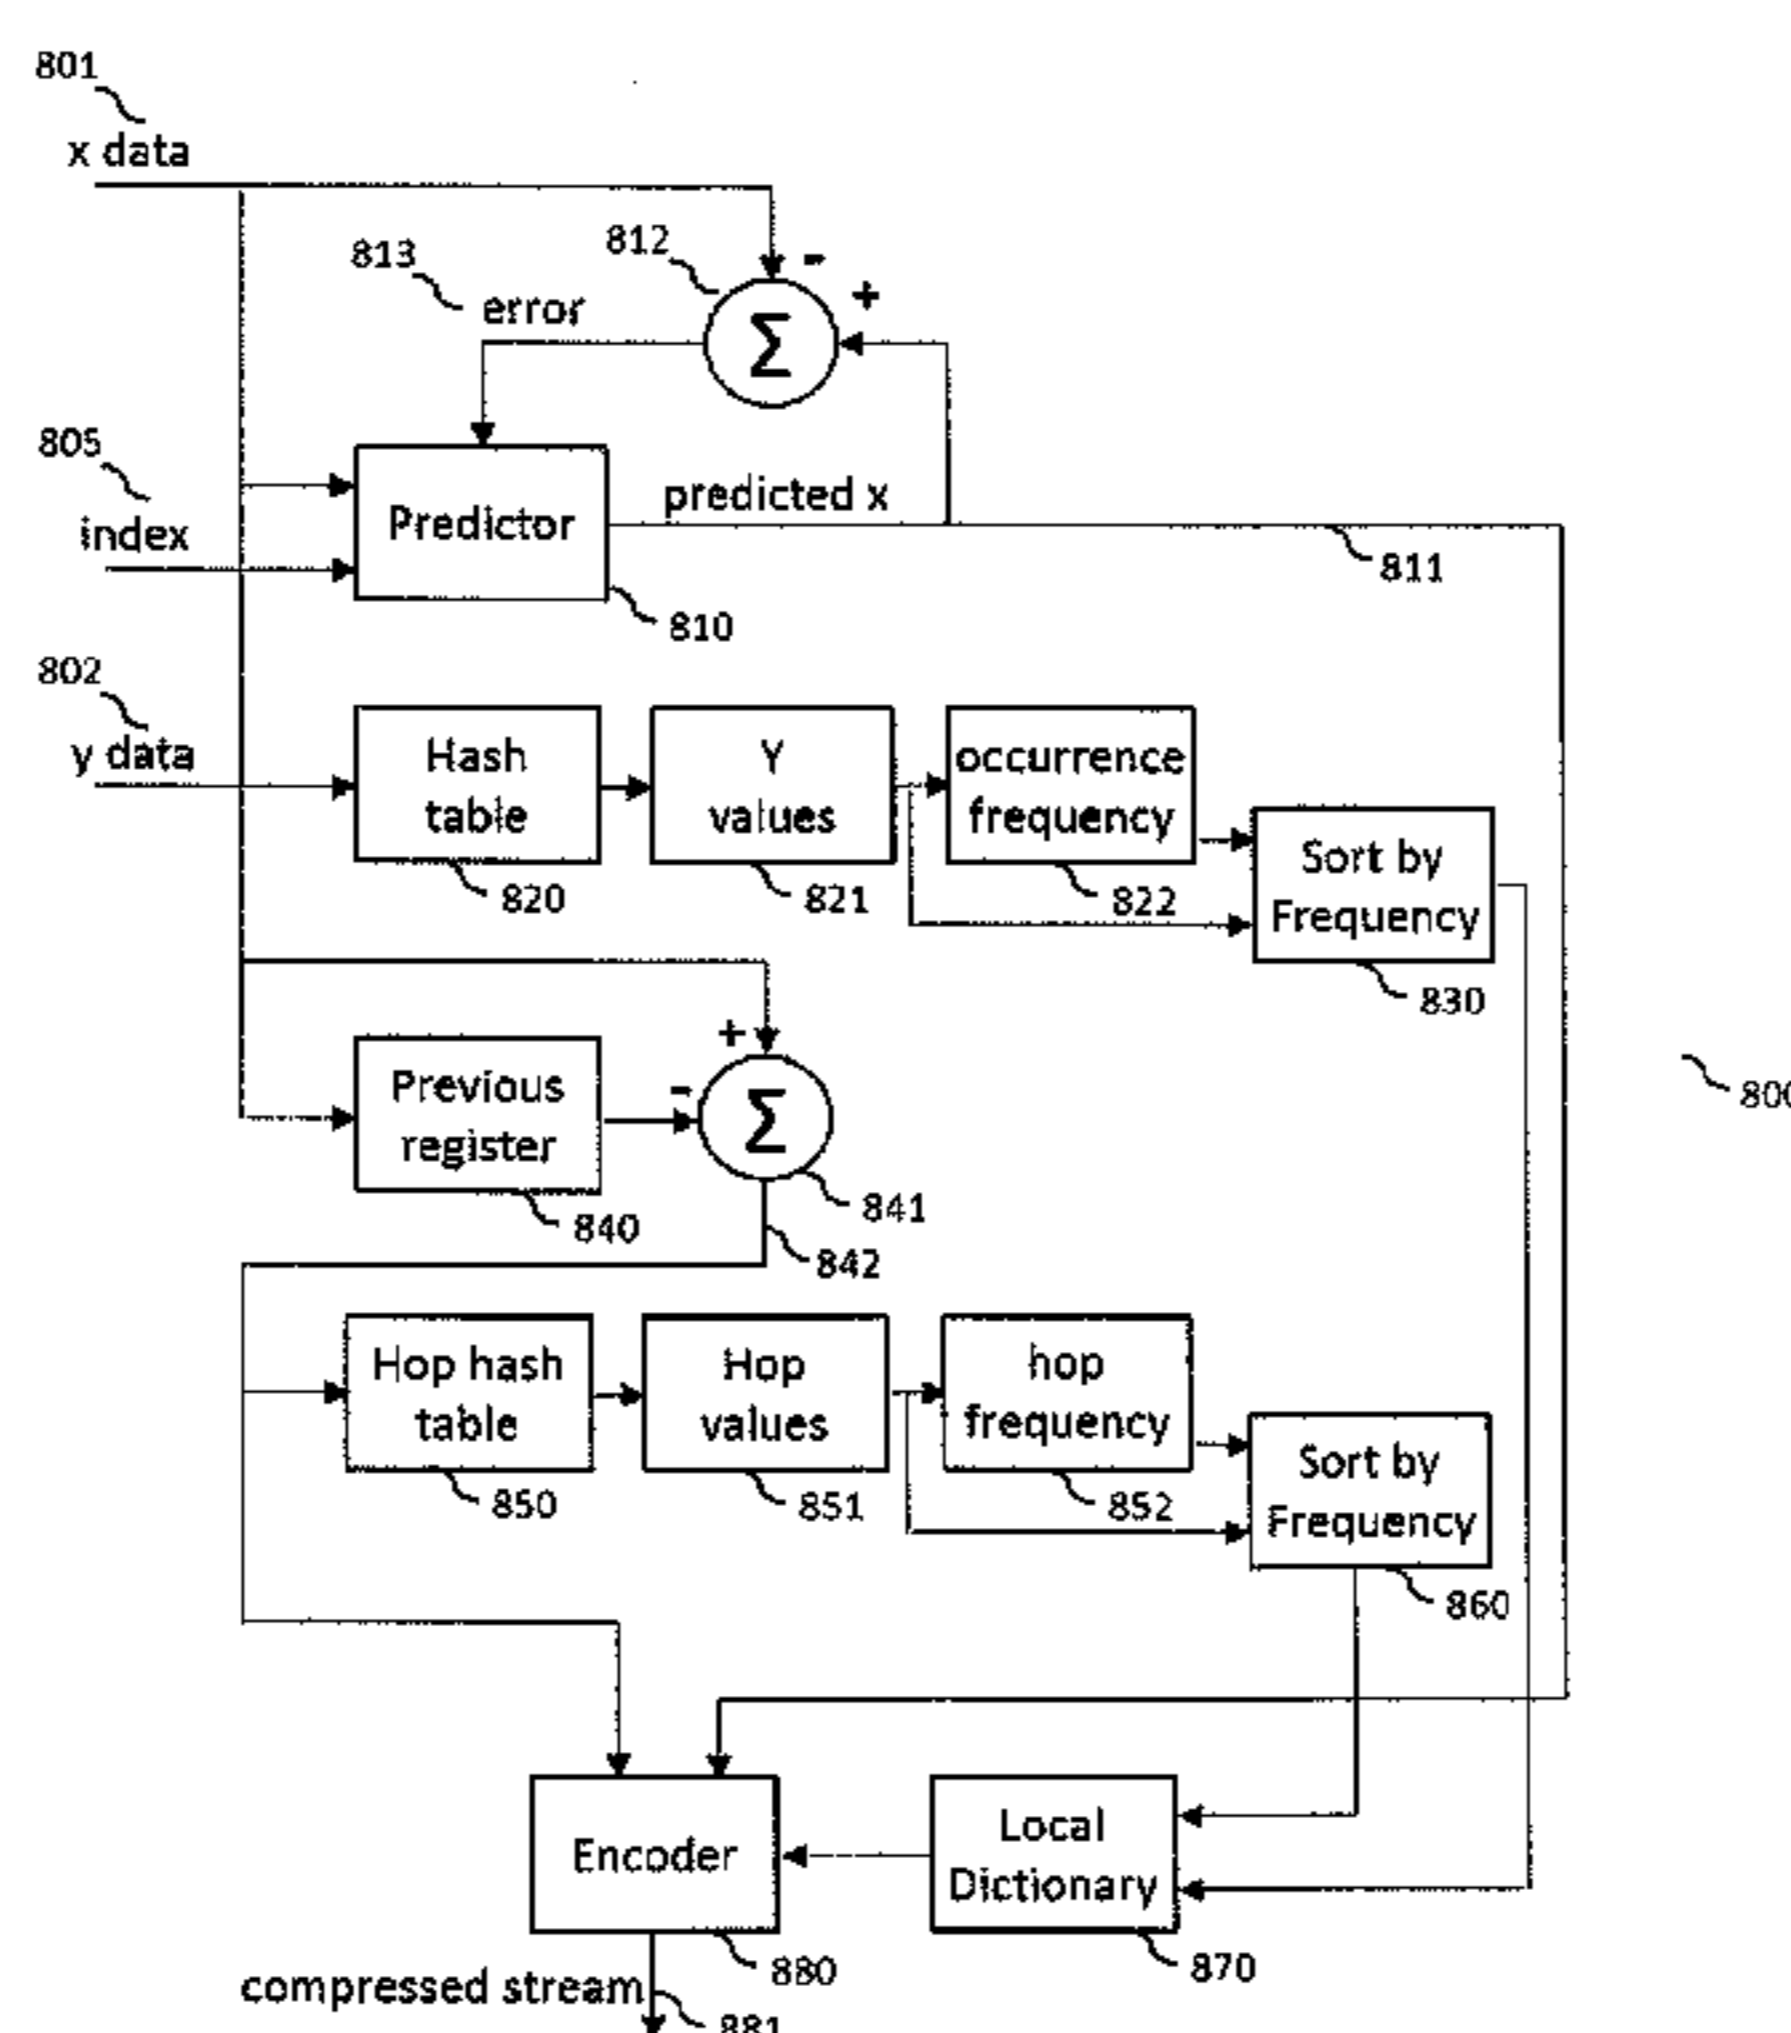 801
x data
813
error
812
-
+
Σ
805
index
Predictor
predicted x
811
810
802
y data
Hash
table
820
Y
values
821
occurrence
frequency
822
Sort by
Frequency
830
Previous
register
840
+
-
Σ
841
842
800
Hop hash
table
850
Hop
values
851
hop
frequency
852
Sort by
Frequency
860
Encoder
880
Local
Dictionary
870
compressed stream
881